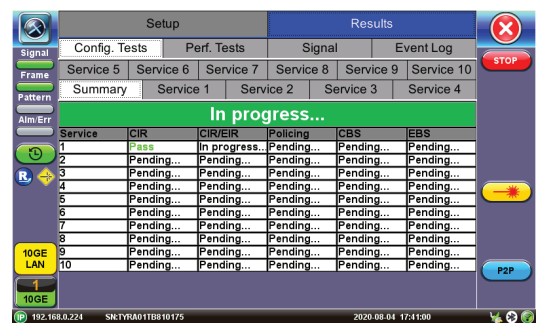 Setup Results
Signal Config. Tests Perf. Tests Signal Event Log
STOP
Frame Service 5 Service 6 Service 7 Service 8 Service 9 Service 10
Pattern Summary Service 1 Service 2 Service 3 Service 4
Alm/Err In progress...
Service CIR CIR/EIR Policing CBS EBS
1 Pass In progress... Pending... Pending... Pending...
2 Pending... Pending... Pending... Pending... Pending...
R. 3 Pending... Pending... Pending... Pending... Pending...
4 Pending... Pending... Pending... Pending... Pending...
5 Pending... Pending... Pending... Pending... Pending...
6 Pending... Pending... Pending... Pending... Pending...
7 Pending... Pending... Pending... Pending... Pending...
8 Pending... Pending... Pending... Pending... Pending...
9 Pending... Pending... Pending... Pending... Pending...
10 Pending... Pending... Pending... Pending... Pending...
10GE
LAN
P2P
1
10GE
IP 192.168.0.224 SN:TYRA01TB810175 2020-08-04 17:41:00